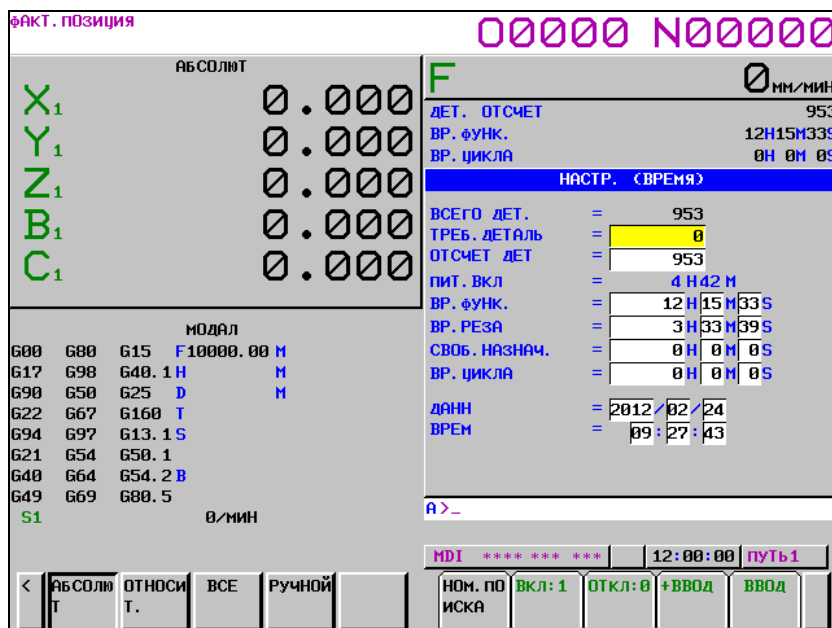 ФАКТ. ПОЗИЦИЯ
O0000 N00000
АБСОЛЮТ
X1 0.000
Y1 0.000
Z1 0.000
B1 0.000
C1 0.000
F 0 мм/мин
ДЕТ. ОТСЧЕТ 953
ВР. ФУНК. 12H15M33S
ВР. ЦИКЛА 0H 0M 0S
НАСТР. (ВРЕМЯ)
ВСЕГО ДЕТ. = 953
ТРЕБ. ДЕТАЛЬ = 0
ОТСЧЕТ ДЕТ = 953
ПИТ. ВКЛ = 4 H 42 M
ВР. ФУНК. = 12 H 15 M 33 S
ВР. РЕЗА = 3 H 33 M 39 S
СВОБ. НАЗНАЧ. = 0 H 0 M 0 S
ВР. ЦИКЛА = 0 H 0 M 0 S
ДАНН = 2012/02/24
ВРЕМ = 09:27:43
МОДАЛ
G00 G80 G15 F10000.00 M
G17 G98 G40.1 H M
G90 G50 G25 D M
G22 G67 G160 T
G94 G97 G13.1 S
G21 G54 G50.1
G40 G64 G54.2 B
G49 G69 G80.5
S1 0/МИН
A>_
MDI **** *** *** 12:00:00 ПУТЬ1
< АБСОЛЮТ ОТНОСИТ. ВСЕ РУЧНОЙ
НОМ. ПОИСКА ВКЛ:1 ОТКЛ:0 +ВВОД ВВОД